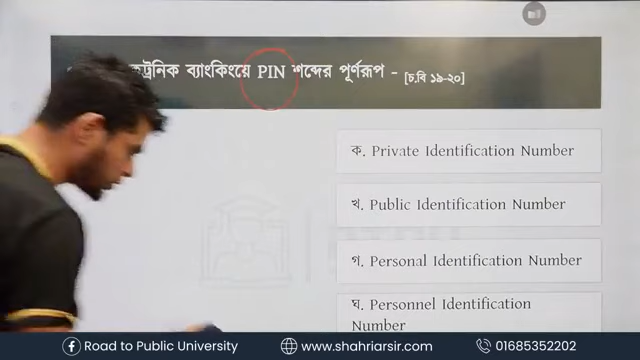 ব্যাংকিংয়ে PIN শব্দের পূর্ণরূপ - [চ.বি ১৯-২০]
ক. Private Identification Number
খ. Public Identification Number
গ. Personal Identification Number
ঘ. Personnel Identification
Number
Road to Public University
www.shahriarsir.com
01685352202